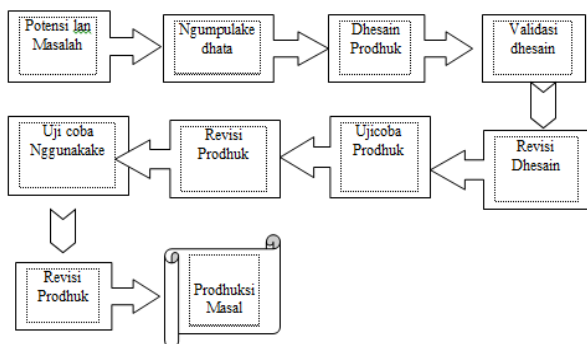 Potensi lan
Masalah
Ngumpulake
dhata
Dhesain
Prodhuk
Validasi
dhesain
Revisi
Dhesain
Ujicoba
Prodhuk
Revisi
Prodhuk
Uji coba
Nggunakake
Revisi
Prodhuk
Prodhuksi
Masal